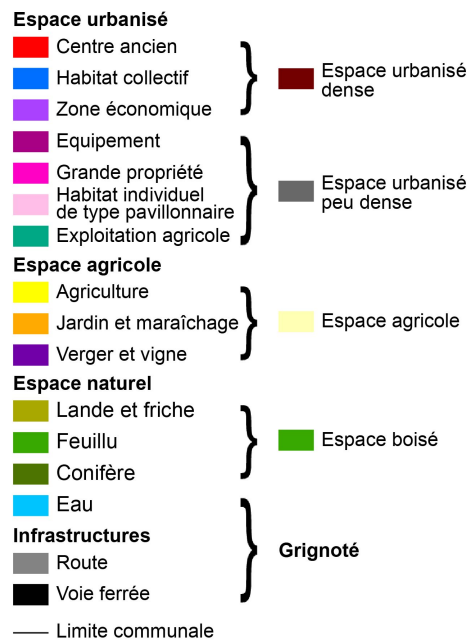 Espace urbanisé
Centre ancien
Habitat collectif
Zone économique
Espace urbanisé
dense
Equipement
Grande propriété
Habitat individuel
de type pavillonnaire
Exploitation agricole
Espace urbanisé
peu dense
Espace agricole
Agriculture
Jardin et maraîchage
Verger et vigne
Espace agricole
Espace naturel
Lande et friche
Feuillu
Conifère
Espace boisé
Eau
Infrastructures
Route
Voie ferrée
Grignoté
Limite communale